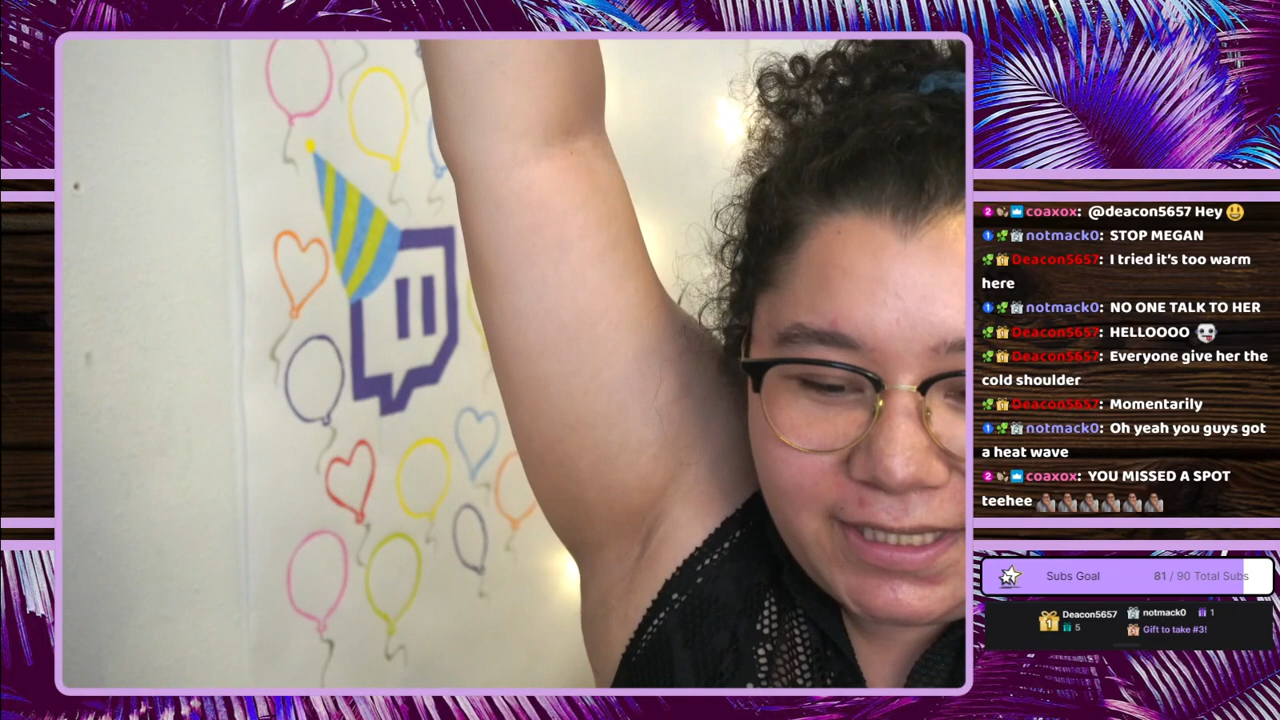 coaxox: @deacon5657 Hey
notmack0: STOP MEGAN
Deacon5657: I tried it's too warm
here
notmack0: NO ONE TALK TO HER
Deacon5657: HELLOOOO
Deacon5657: Everyone give her the
cold shoulder
Deacon5657: Momentarily
notmack0: Oh yeah you guys got
a heat wave
coaxox: YOU MISSED A SPOT
teehee
Subs Goal 81 / 90 Total Subs
Deacon5657 5
notmack0 1
Gift to take #3!